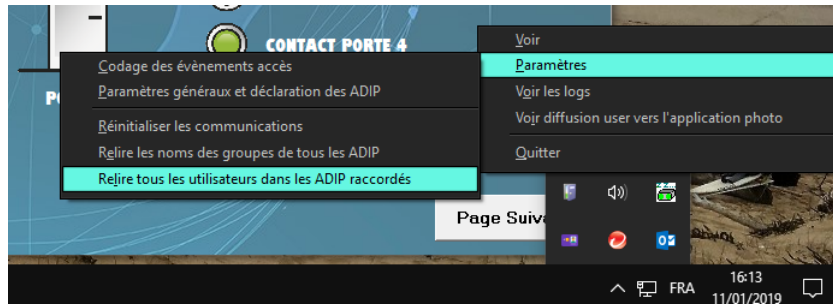 CONTACT PORTE 4
Voir
Paramètres
Voir les logs
Voir diffusion user vers l'application photo
Quitter
Codage des évènements accès
Paramètres généraux et déclaration des ADIP
Réinitialiser les communications
Relire les noms des groupes de tous les ADIP
Relire tous les utilisateurs dans les ADIP raccordés
Page Suiv
FRA
16:13
11/01/2019